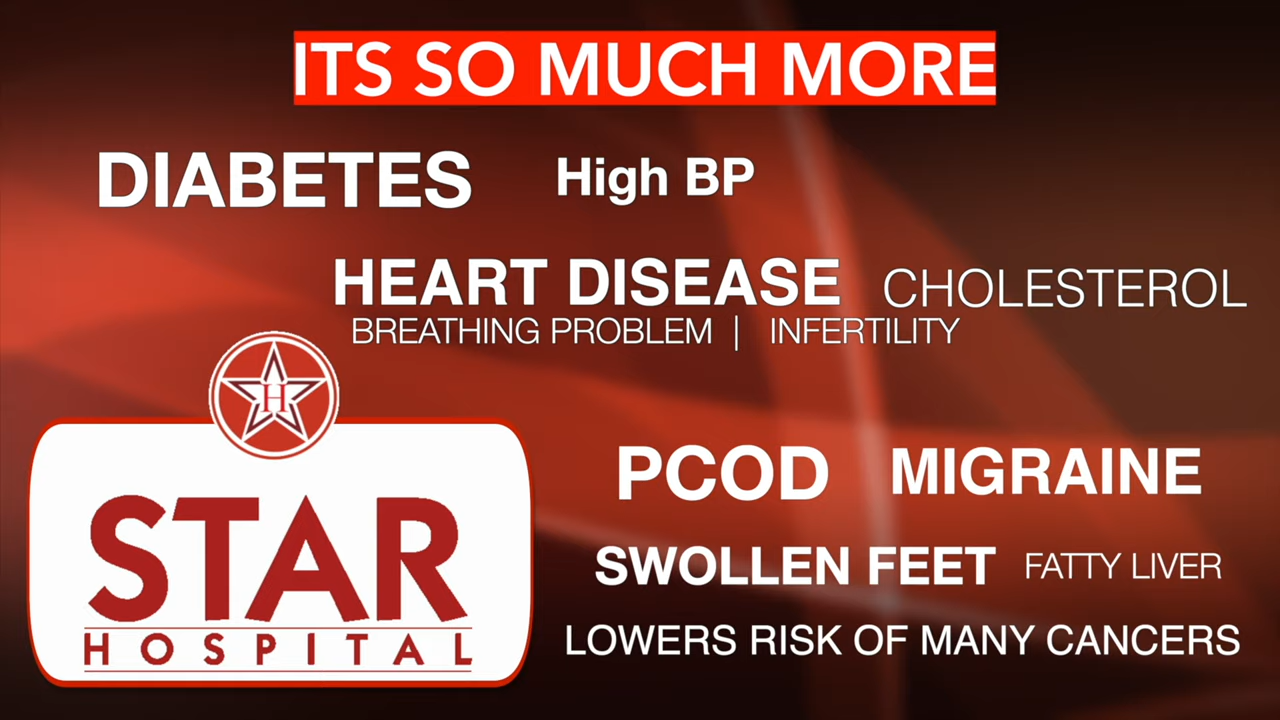 ITS SO MUCH MORE
DIABETES High BP
HEART DISEASE CHOLESTEROL
BREATHING PROBLEM | INFERTILITY
H
STAR
HOSPITAL
PCOD MIGRAINE
SWOLLEN FEET FATTY LIVER
LOWERS RISK OF MANY CANCERS